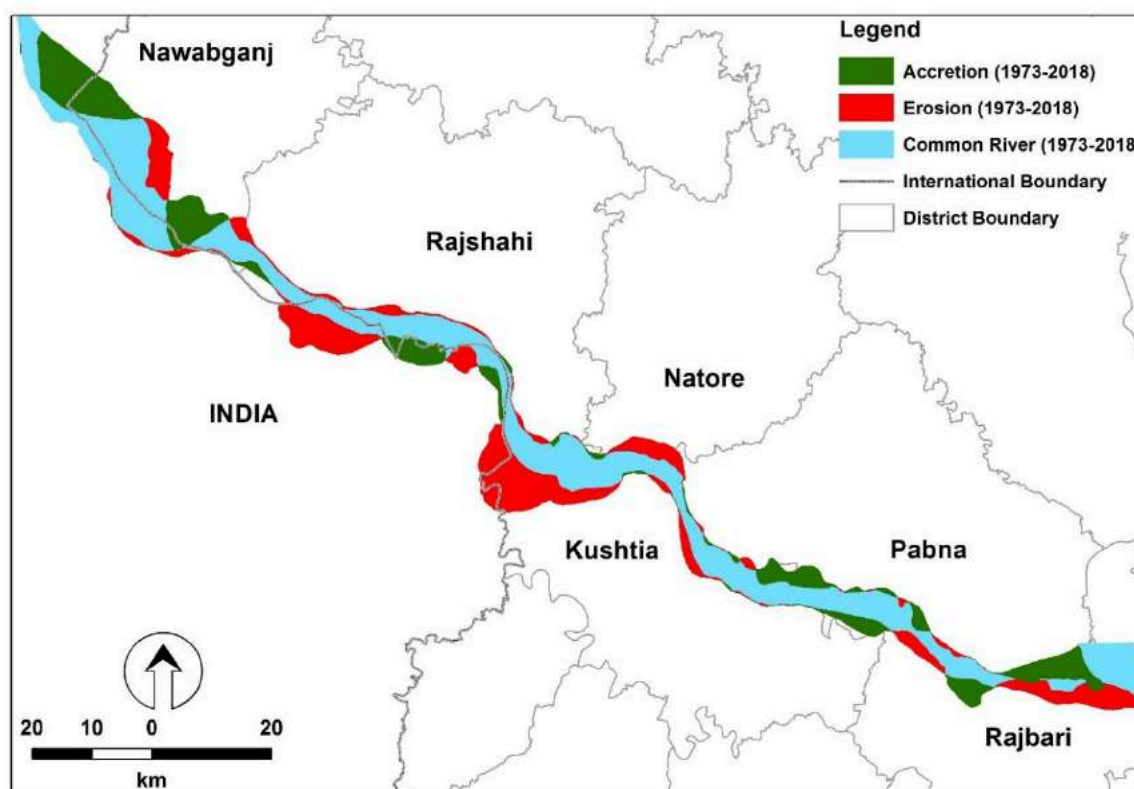 Legend
Nawabganj
Accretion (1973-2018)
Erosion (1973-2018)
Common River (1973-2018
International Boundary
District Boundary
Rajshahi
Natore
INDIA
Kushtia
Pabna
Rajbari
20 10 0 20
km